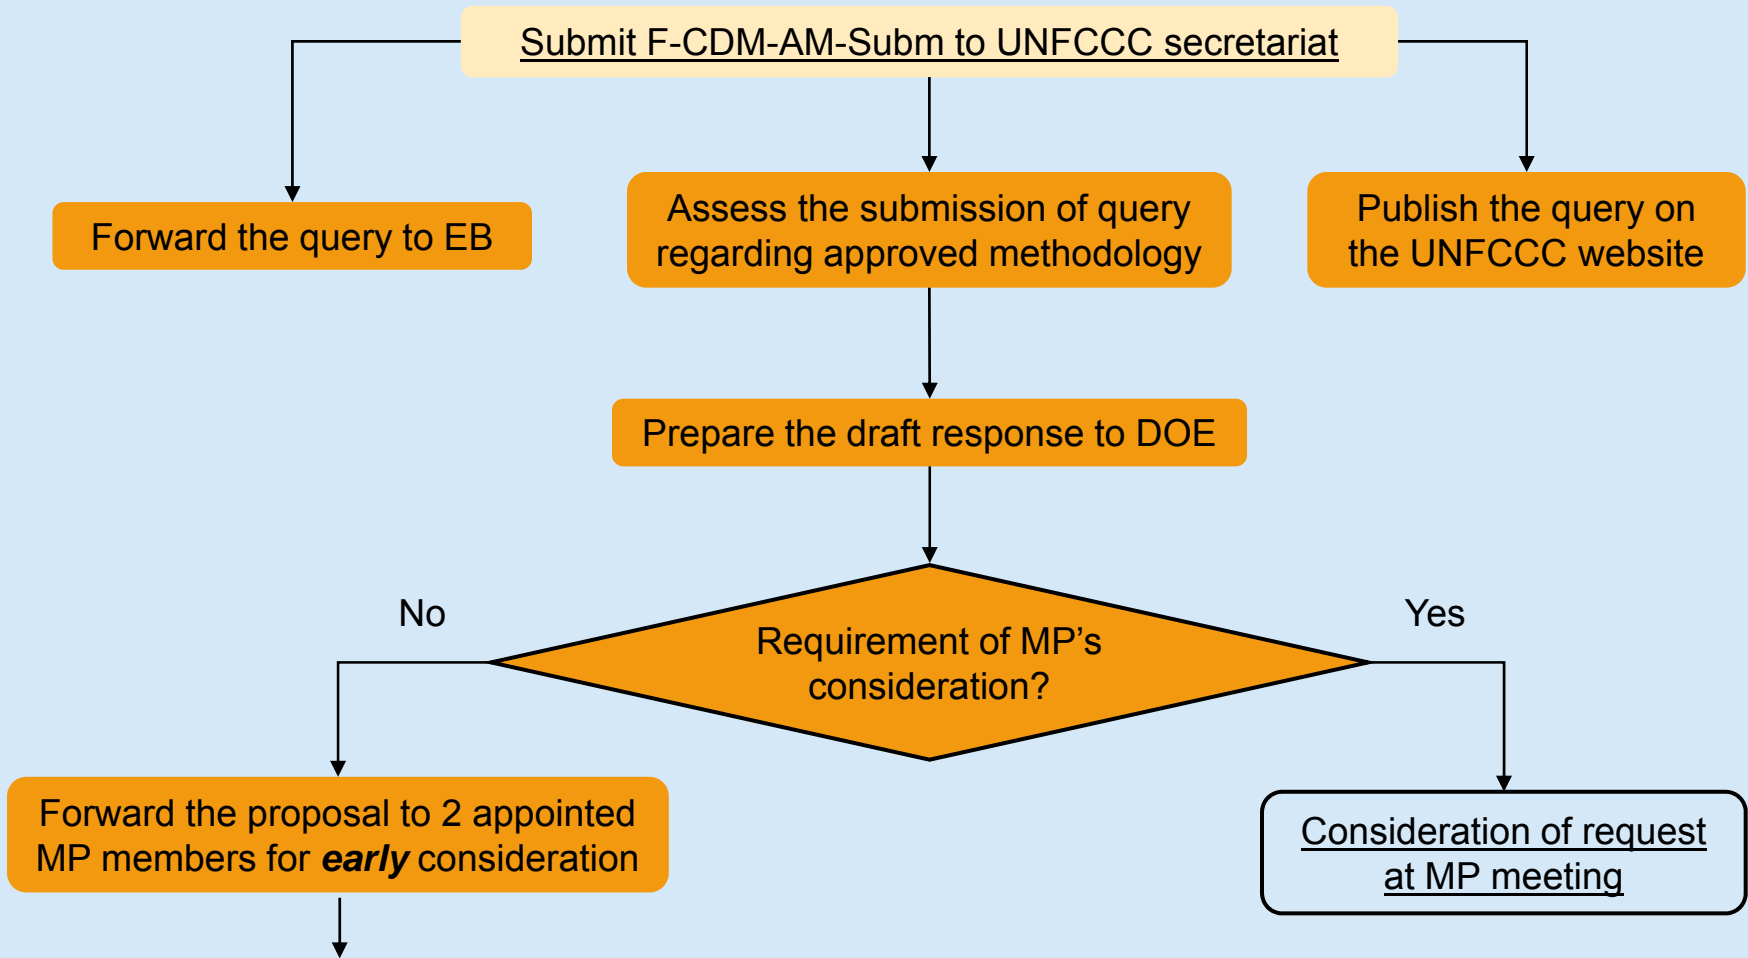 Submit F-CDM-AM-Subm to UNFCCC secretariat
Forward the query to EB
Assess the submission of query
regarding approved methodology
Publish the query on
the UNFCCC website
Prepare the draft response to DOE
No
Yes
Requirement of MP’s
consideration?
Forward the proposal to 2 appointed
MP members for early consideration
Consideration of request
at MP meeting